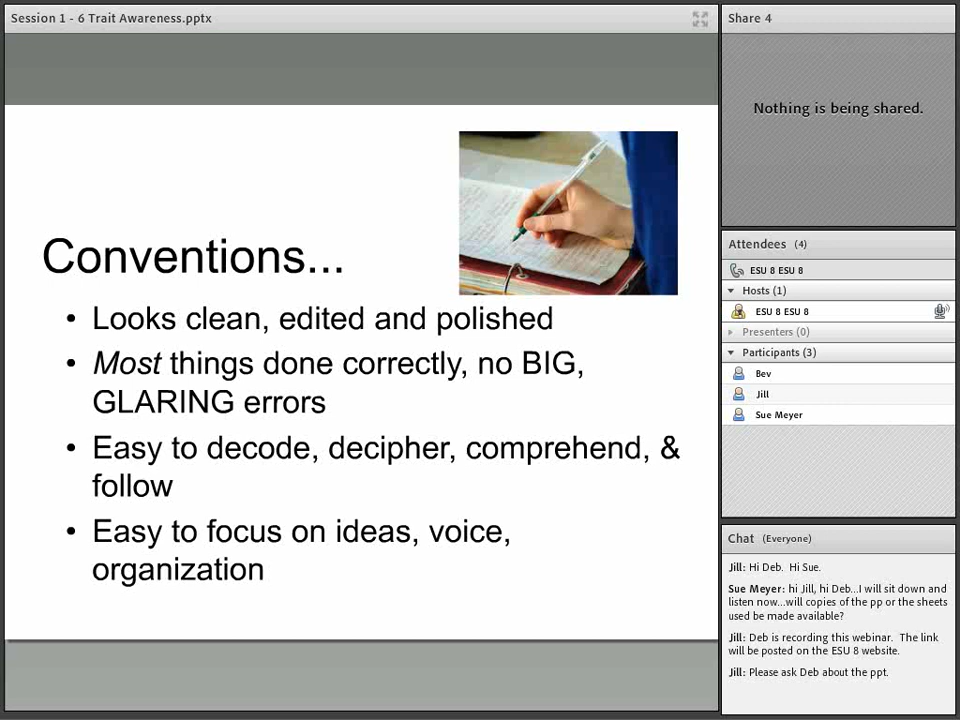 Session 1 - 6 Trait Awareness.pptx
Conventions...
• Looks clean, edited and polished
• Most things done correctly, no BIG,
GLARING errors
• Easy to decode, decipher, comprehend, &
follow
• Easy to focus on ideas, voice,
organization
Share 4
Nothing is being shared.
Attendees (4)
ESU 8 ESU 8
Hosts (1)
ESU 8 ESU 8
Presenters (0)
Participants (3)
Bev
Jill
Sue Meyer
Chat (Everyone)
Jill: Hi Deb. Hi Sue.
Sue Meyer: hi Jill, hi Deb...I will sit down and
listen now...will copies of the pp or the sheets
used be made available?
Jill: Deb is recording this webinar. The link
will be posted on the ESU 8 website.
Jill: Please ask Deb about the ppt.